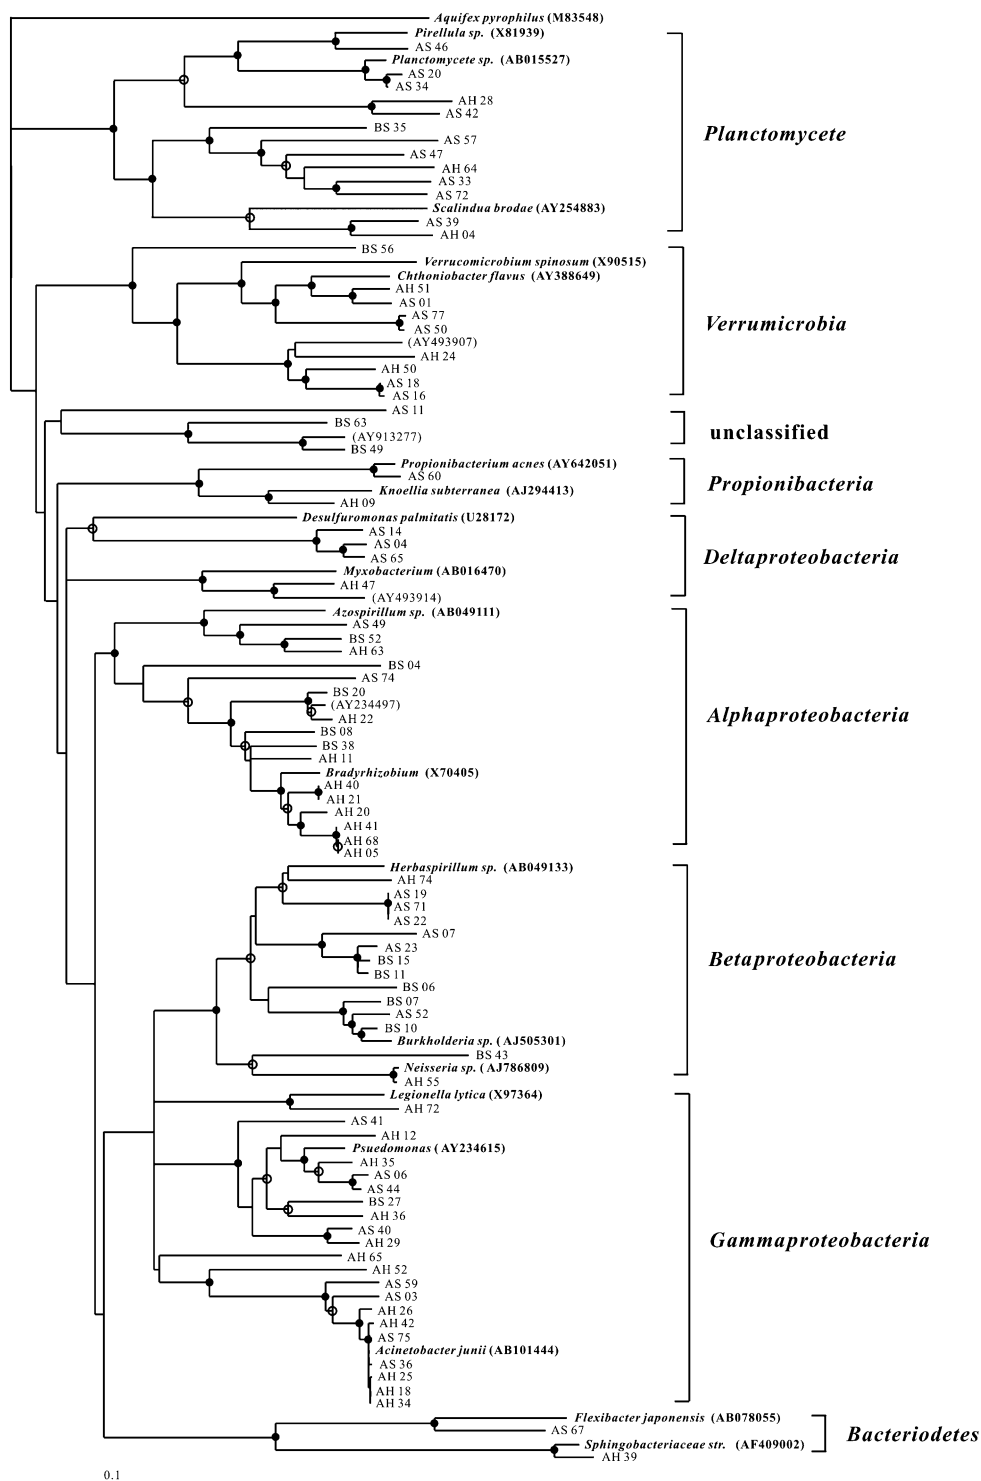 Aquifex pyrophilus (M83548)
Pirellula sp. (X81939)
AS 46
Planctomycete sp. (AB015527)
AS 20
AS 34
AH 28
AS 42
BS 35
Planctomycete
AS 57
AS 47
AH 64
AS 33
AS 72
Scalindua brodae (AY254883)
AS 39
AH 04
BS 56
Verrucomicrobium spinosum (X90515)
Chthoniobacter flavus (AY388649)
AH 51
AS 01
AS 77
Verrumicrobia
AS 50
(AY493907)
AH 24
AH 50
AS 18
AS 16
AS 11
BS 63
unclassified
(AY913277)
BS 49
Propionibacterium acnes (AY642051)
AS 60
Propionibacteria
Knoellia subterranea (AJ294413)
AH 09
Desulfuromonas palmitatis (U28172)
AS 14
AS 04
AS 65
Deltaproteobacteria
Myxobacterium (AB016470)
AH 47
(AY493914)
Azospirillum sp. (AB049111)
AS 49
BS 52
AH 63
BS 04
AS 74
BS 20
(AY234497)
AH 22
Alphaproteobacteria
BS 08
BS 38
AH 11
Bradyrhizobium (X70405)
AH 40
AH 21
AH 20
AH 41
AH 68
AH 05
Herbaspirillum sp. (AB049133)
AH 74
AS 19
AS 71
AS 22
AS 07
AS 23
BS 15
Betaproteobacteria
BS 11
BS 06
BS 07
AS 52
BS 10
Burkholderia sp. (AJ505301)
BS 43
Neisseria sp. (AJ786809)
AH 55
Legionella lytica (X97364)
AH 72
AS 41
AH 12
Psuedomonas ( AY234615)
AH 35
AS 06
AS 44
BS 27
AH 36
AS 40
Gammaproteobacteria
AH 29
AH 65
AH 52
AS 59
AS 03
AH 26
AH 42
AS 75
Acinetobacter junii (AB101444)
AS 36
AH 25
AH 18
AH 34
Flexibacter japonensis (AB078055)
AS 67
Bacteriodetes
Sphingobacteriaceae str. (AF409002)
AH 39
0.1